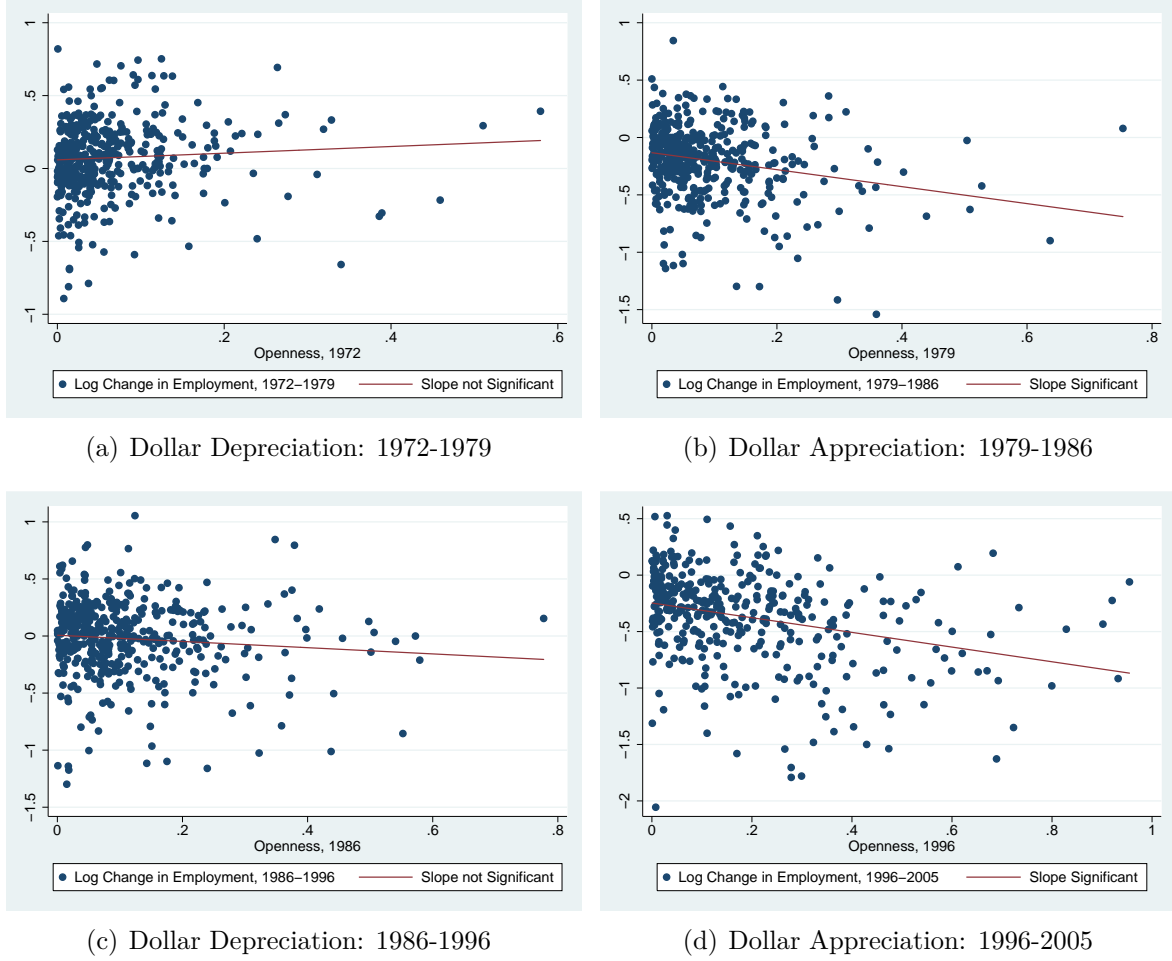 1
.5
0
−.5
−1
0 .2 .4 .6
Openness, 1972
Log Change in Employment, 1972−1979 Slope not Significant
(a) Dollar Depreciation: 1972-1979
.5
1
0
−.5
−1
−1.5
0 .2 .4 .6 .8
Openness, 1979
Log Change in Employment, 1979−1986 Slope Significant
(b) Dollar Appreciation: 1979-1986
1
.5
0
−.5
−1
−1.5
0 .2 .4 .6 .8
Openness, 1986
Log Change in Employment, 1986−1996 Slope not Significant
(c) Dollar Depreciation: 1986-1996
.5
0
−.5
−1
−1.5
−2
0 .2 .4 .6 .8 1
Openness, 1996
Log Change in Employment, 1996−2005 Slope Significant
(d) Dollar Appreciation: 1996-2005